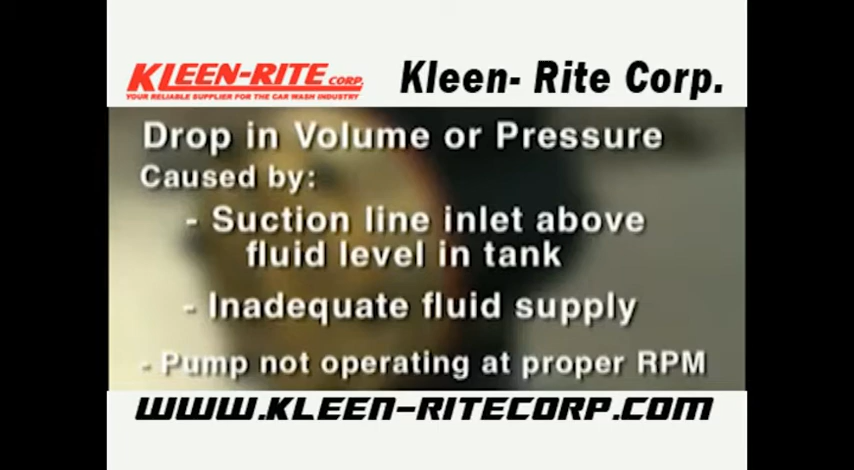 KLEEN-RITE CORP.
YOUR RELIABLE SUPPLIER FOR THE CAR WASH INDUSTRY
Kleen- Rite Corp.
Drop in Volume or Pressure
Caused by:
- Suction line inlet above
fluid level in tank
- Inadequate fluid supply
- Pump not operating at proper RPM
WWW.KLEEN-RITECORP.COM